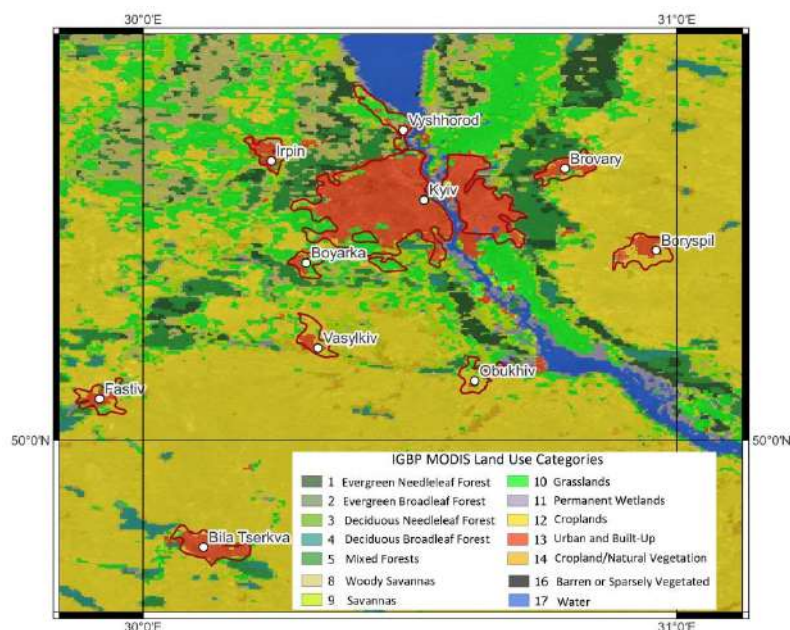 30°0'E 31°0'E
Vyshhorod
Irpin
Brovary
Kyiv
Boryspil
Boyarka
Vasylkiv
Obukhiv
Fastiv
50°0'N 50°0'N
IGBP MODIS Land Use Categories
1 Evergreen Needleleaf Forest
2 Evergreen Broadleaf Forest
3 Deciduous Needleleaf Forest
4 Deciduous Broadleaf Forest
5 Mixed Forests
8 Woody Savannas
9 Savannas
10 Grasslands
11 Permanent Wetlands
12 Croplands
13 Urban and Built-Up
14 Cropland/Natural Vegetation
16 Barren or Sparsely Vegetated
17 Water
Bila Tserkva
30°0'E 31°0'E